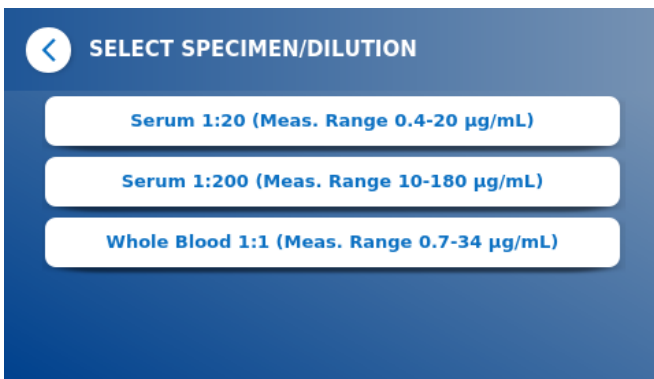 SELECT SPECIMEN/DILUTION
Serum 1:20 (Meas. Range 0.4-20 µg/mL)
Serum 1:200 (Meas. Range 10-180 µg/mL)
Whole Blood 1:1 (Meas. Range 0.7-34 µg/mL)